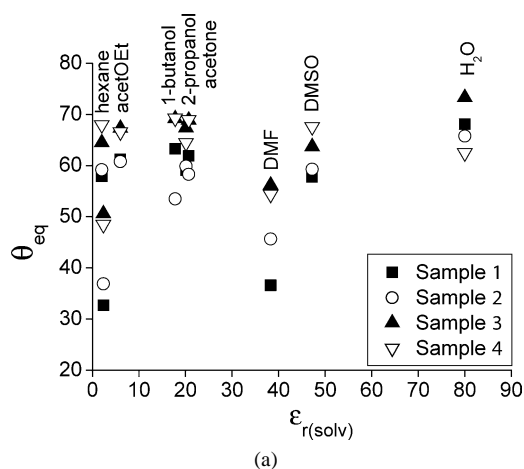 hexane
acetOEt
1-butanol
2-propanol
acetone
DMF
DMSO
H2O
80
70
60
50
40
30
20
θeq
0 10 20 30 40 50 60 70 80 90
εr(solv)
Sample 1
Sample 2
Sample 3
Sample 4
(a)